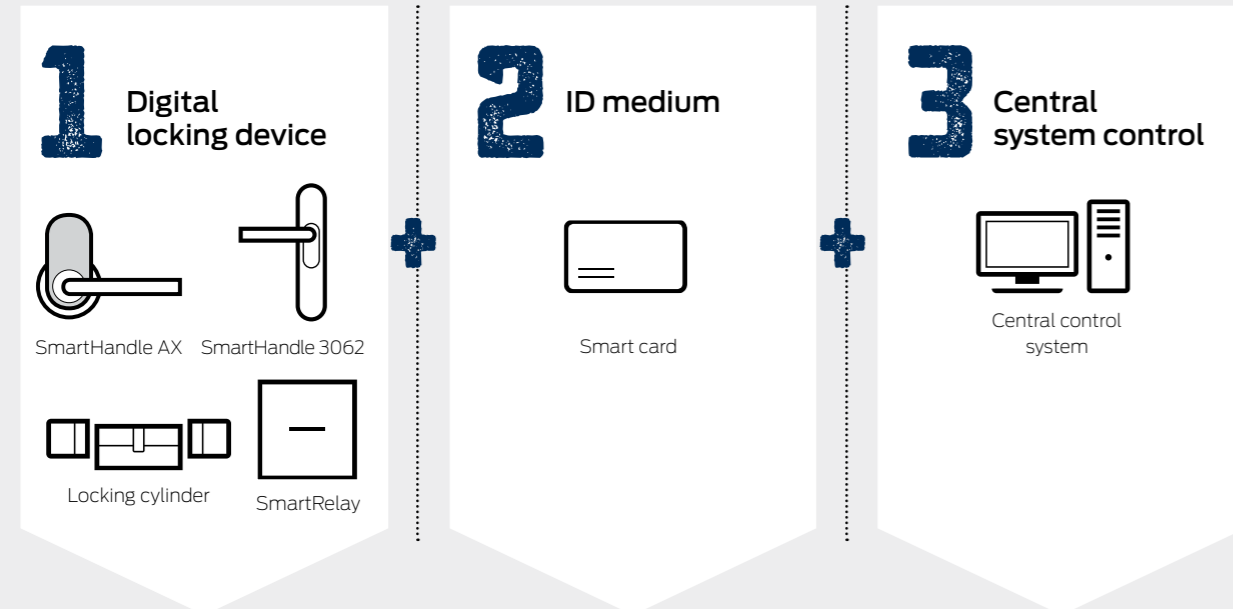 1
Digital
locking device
SmartHandle AX
SmartHandle 3062
Locking cylinder
SmartRelay
+
2
ID medium
Smart card
+
3
Central
system control
Central control
system